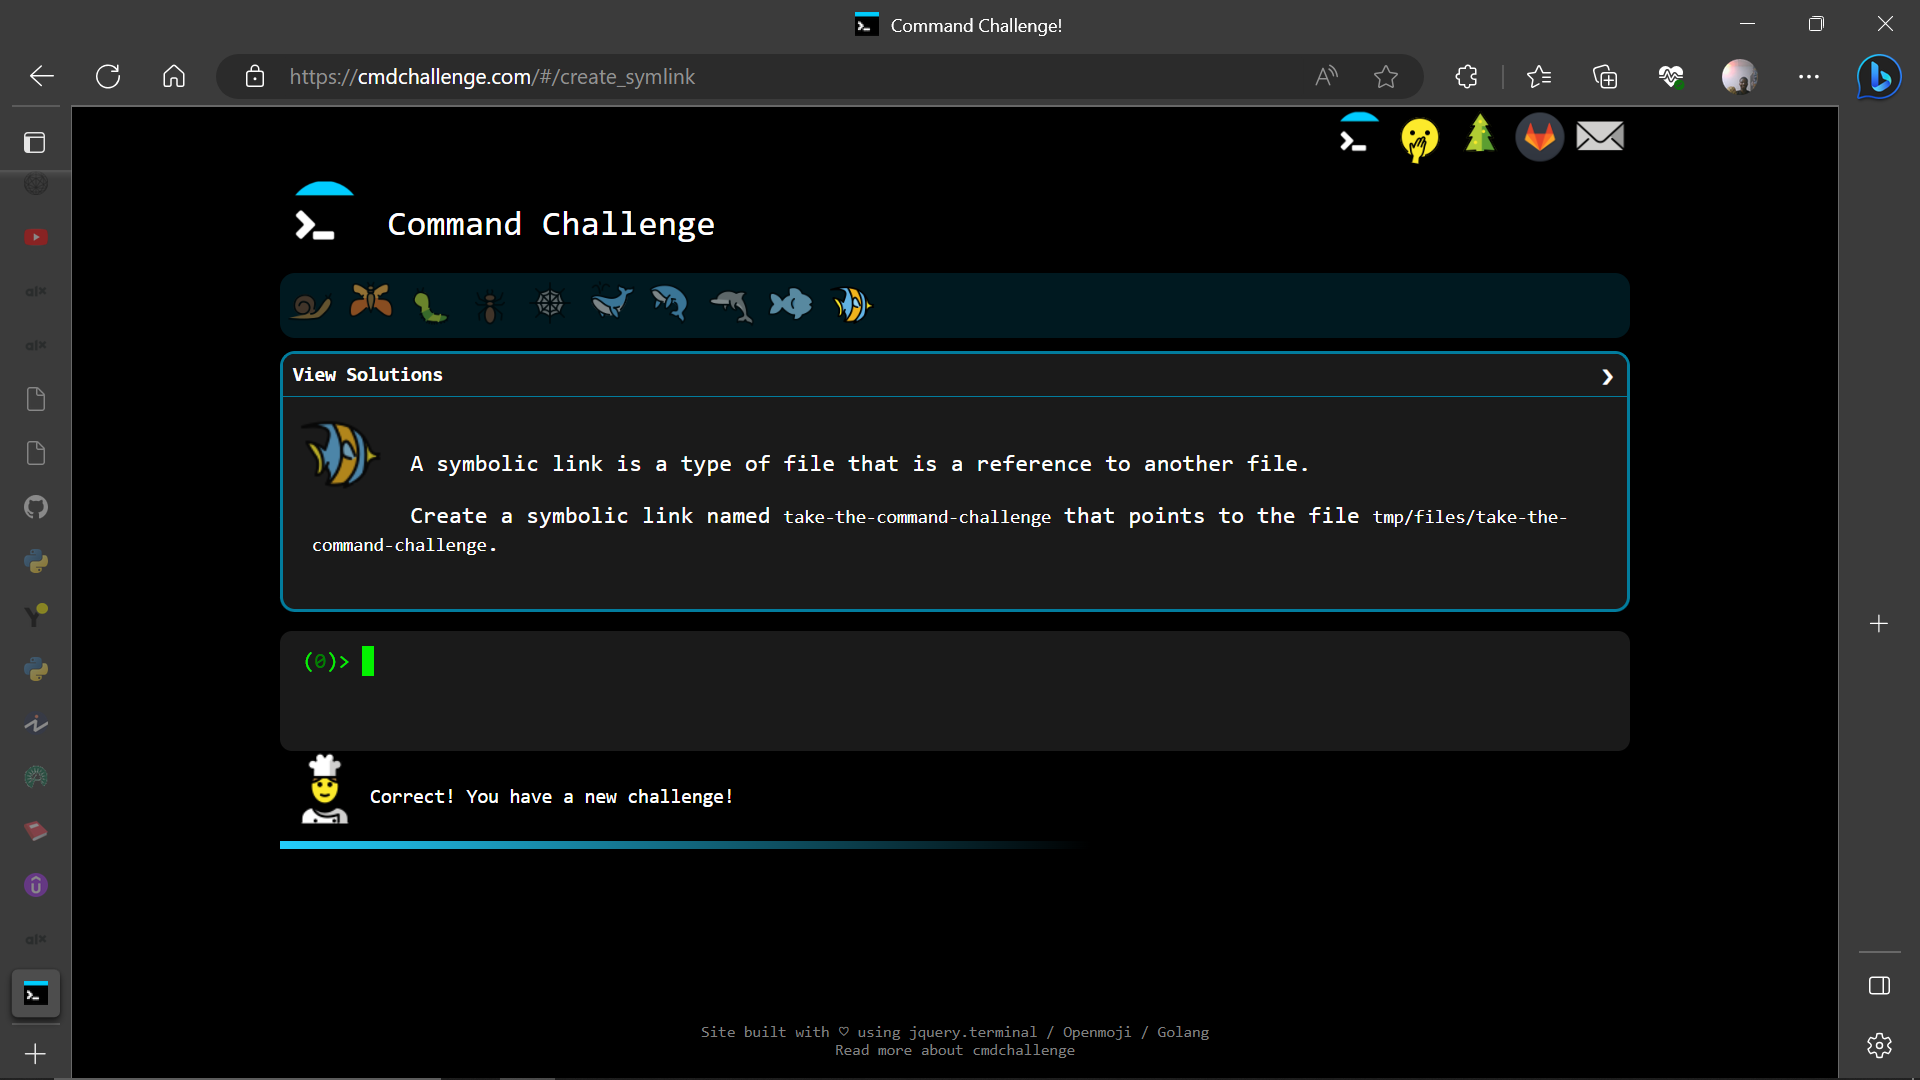 Command Challenge!
https://cmdchallenge.com/#/create_symlink
alx
alx
alx
Command Challenge
View Solutions
A symbolic link is a type of file that is a reference to another file.
Create a symbolic link named take-the-command-challenge that points to the file tmp/files/take-the-
command-challenge.
(0)>
Correct! You have a new challenge!
Site built with ♡ using jquery.terminal / Openmoji / Golang
Read more about cmdchallenge